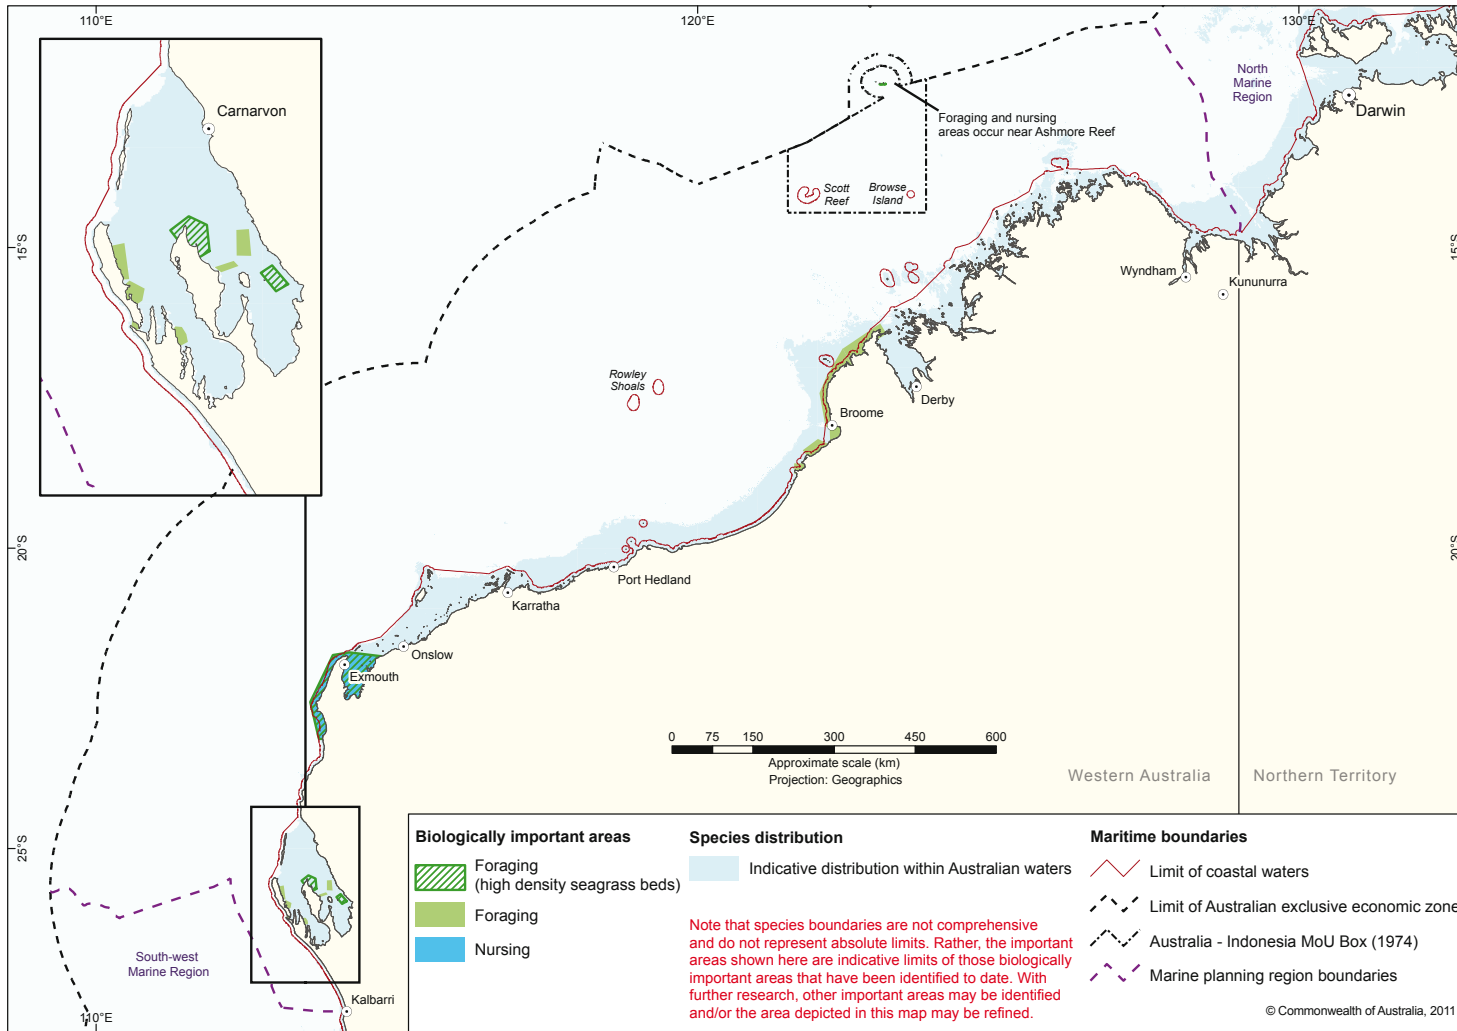 110°E
120°E
130°E
Carnarvon
North
Marine
Region
Darwin
Foraging and nursing
areas occur near Ashmore Reef
Scott
Reef
Browse
Island
15°S
15°S
Wyndham
Kununurra
Rowley
Shoals
Derby
Broome
20°S
20°S
Port Hedland
Karratha
Onslow
Exmouth
0 75 150 300 450 600
Approximate scale (km)
Projection: Geographics
Western Australia
Northern Territory
25°S
South-west
Marine Region
Kalbarri
110°E
Biologically important areas
Foraging
(high density seagrass beds)
Foraging
Nursing
Species distribution
Indicative distribution within Australian waters
Note that species boundaries are not comprehensive
and do not represent absolute limits. Rather, the important
areas shown here are indicative limits of those biologically
important areas that have been identified to date. With
further research, other important areas may be identified
and/or the area depicted in this map may be refined.
Maritime boundaries
Limit of coastal waters
Limit of Australian exclusive economic zone
Australia - Indonesia MoU Box (1974)
Marine planning region boundaries
© Commonwealth of Australia, 2011